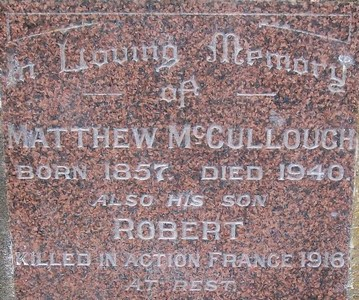 In Loving Memory
of
MATTHEW McCULLOUGH
BORN 1857. DIED 1940.
ALSO HIS SON
ROBERT
KILLED IN ACTION FRANCE 1916
AT REST.